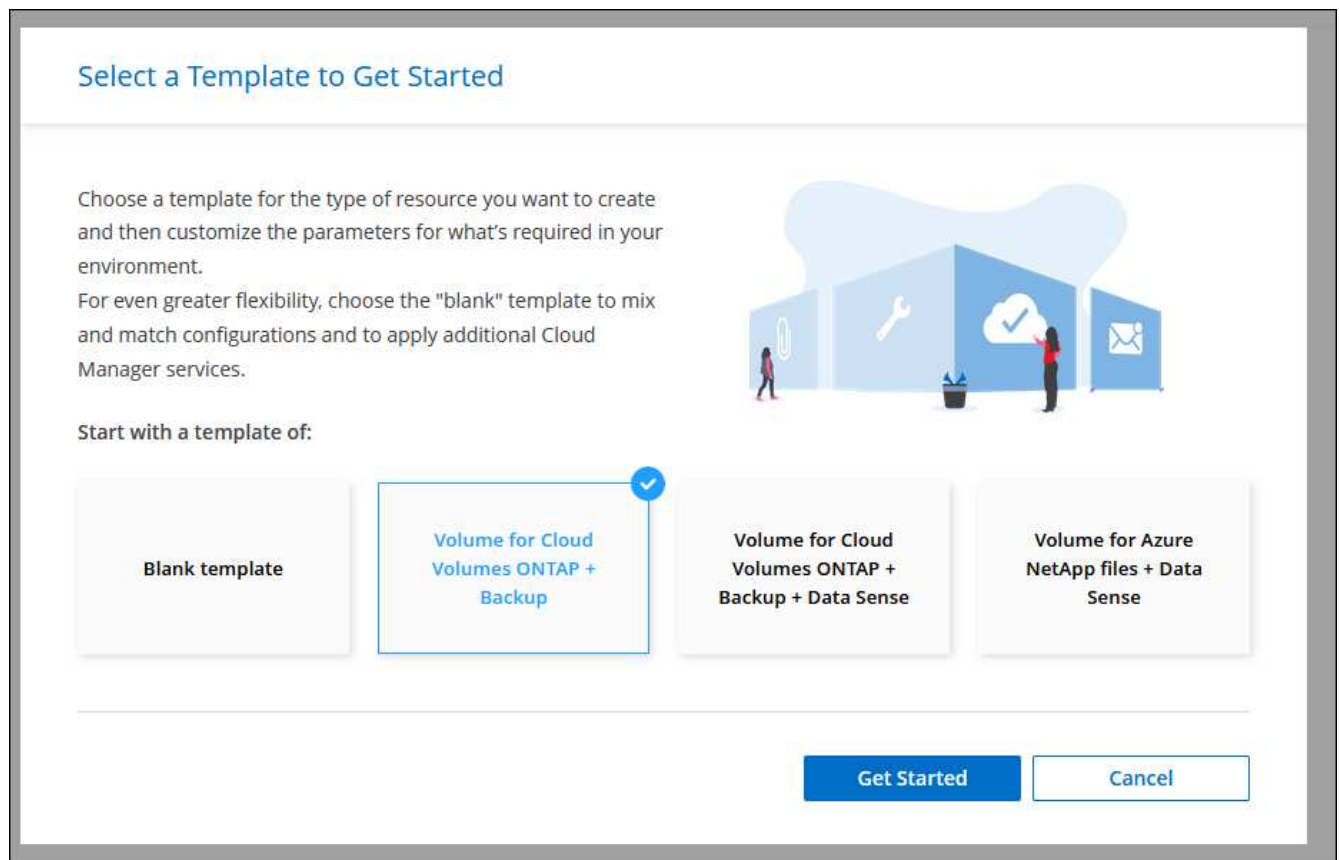 Select a Template to Get Started
Choose a template for the type of resource you want to create
and then customize the parameters for what's required in your
environment.
For even greater flexibility, choose the "blank" template to mix
and match configurations and to apply additional Cloud
Manager services.
Start with a template of:
Blank template
Volume for Cloud
Volumes ONTAP +
Backup
Volume for Cloud
Volumes ONTAP +
Backup + Data Sense
Volume for Azure
NetApp files + Data
Sense
Get Started
Cancel